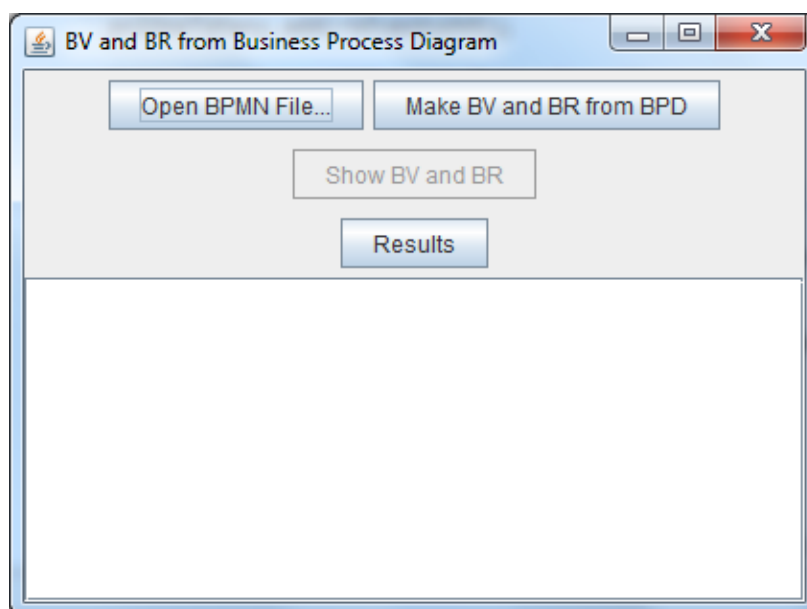 BV and BR from Business Process Diagram
Open BPMN File... Make BV and BR from BPD
Show BV and BR
Results